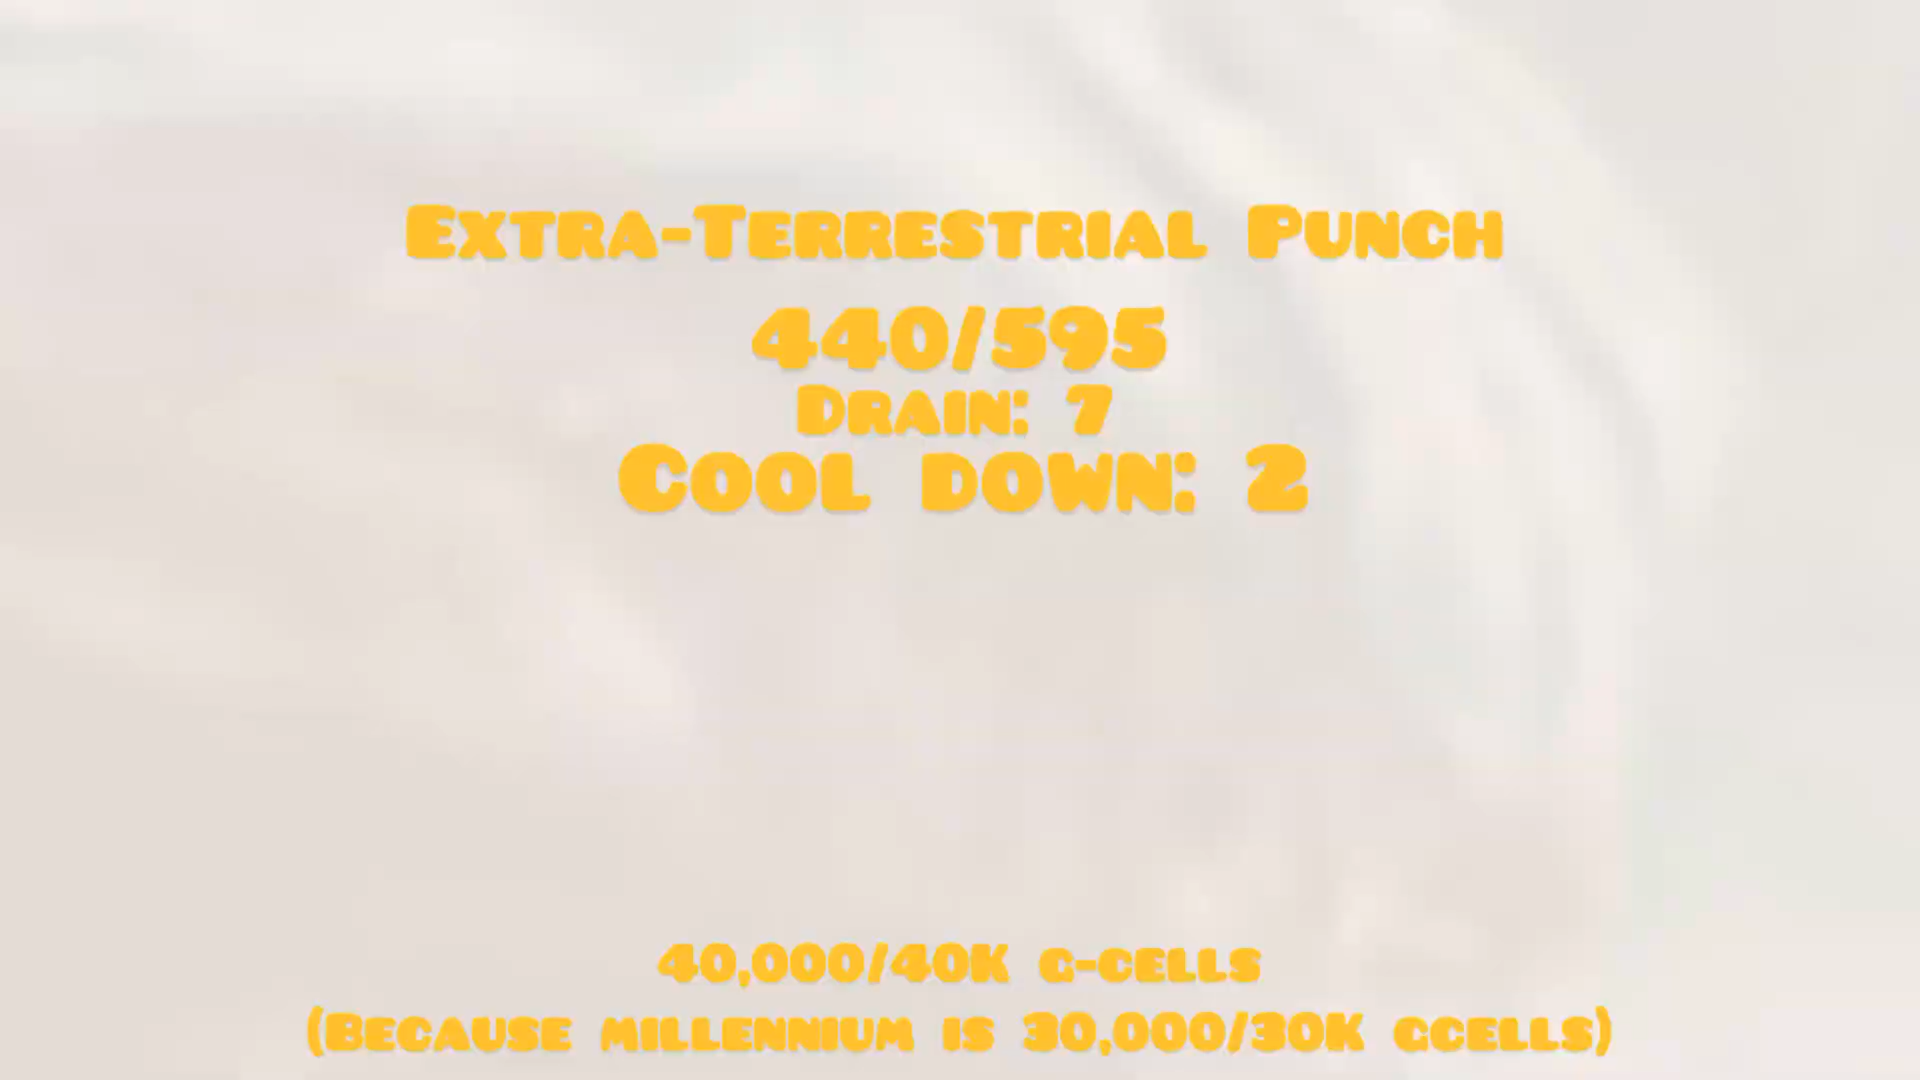 Extra-Terrestrial Punch
440/595
Drain: 7
Cool down: 2
40,000/40K g-cells
(Because millennium is 30,000/30K gcells)